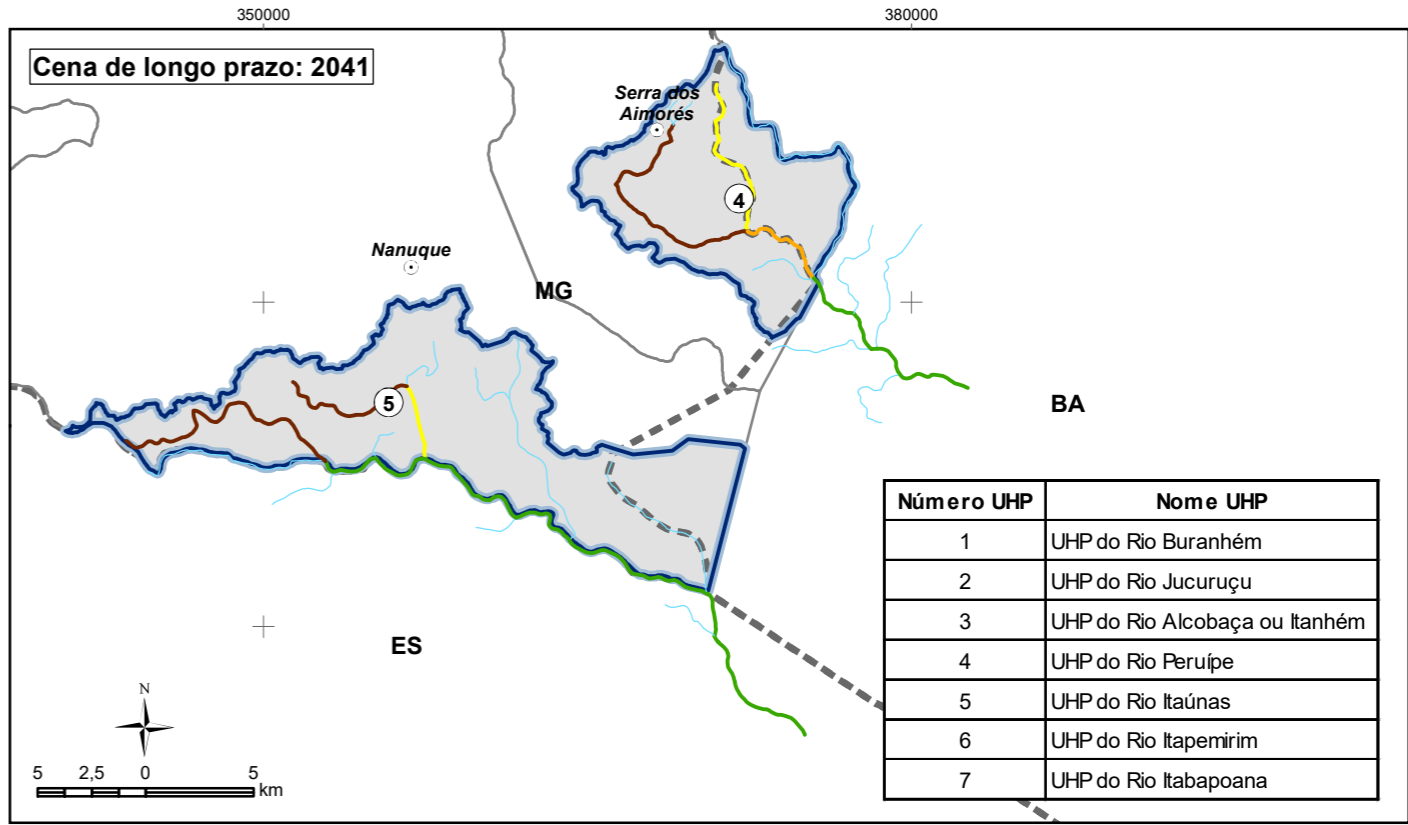 350000
380000
Cena de longo prazo: 2041
Serra dos
Aimorés
4
Nanuque
MG
5
BA
ES
Número UHP Nome UHP
1 UHP do Rio Buranhém
2 UHP do Rio Jucuruçu
3 UHP do Rio Alcobaça ou Itanhém
4 UHP do Rio Peruípe
5 UHP do Rio Itaúnas
6 UHP do Rio Itapemirim
7 UHP do Rio Itabapoana
N
5 2,5 0 5
km